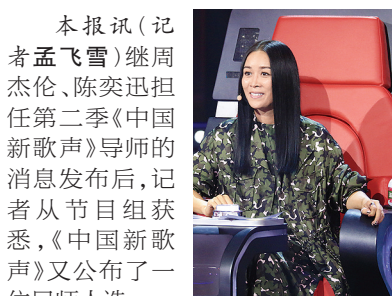 本报讯(记
者孟飞雪)继周
杰伦、陈奕迅担
任第二季《中国
新歌声》导师的
消息发布后,记
者从节目组获
悉,《中国新歌
声》又公布了一